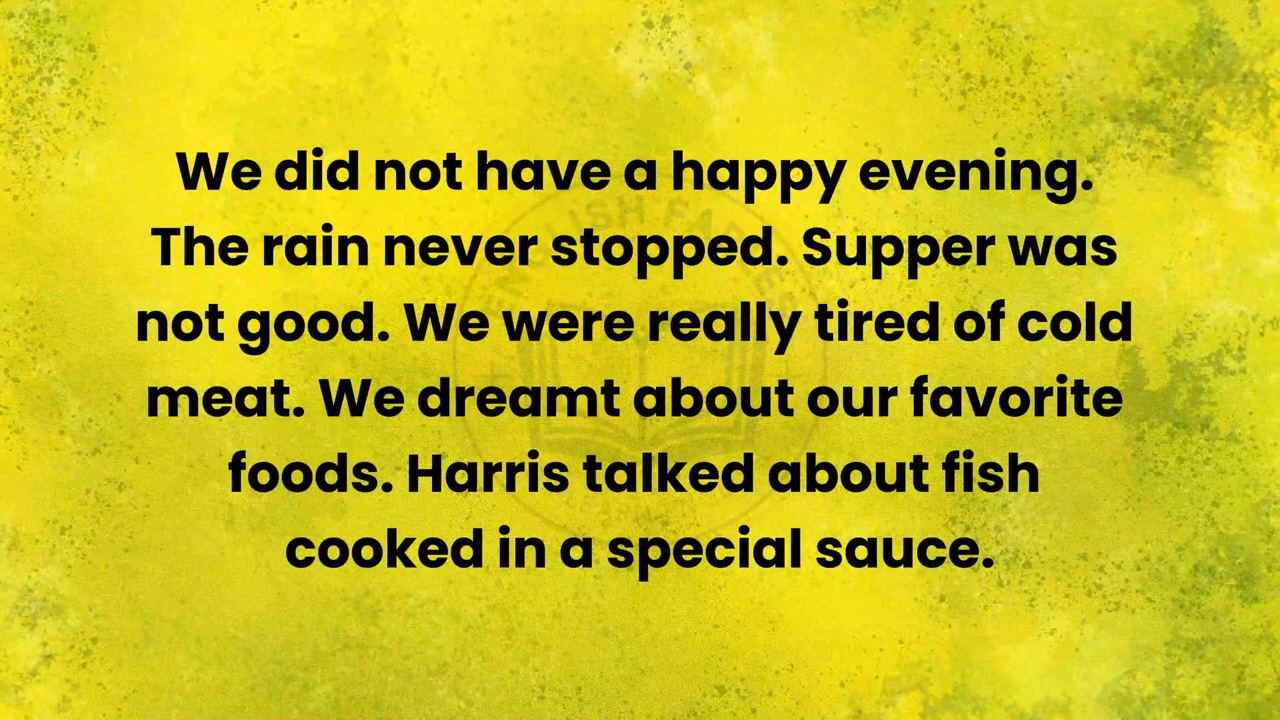 We did not have a happy evening.
The rain never stopped. Supper was
not good. We were really tired of cold
meat. We dreamt about our favorite
foods. Harris talked about fish
cooked in a special sauce.